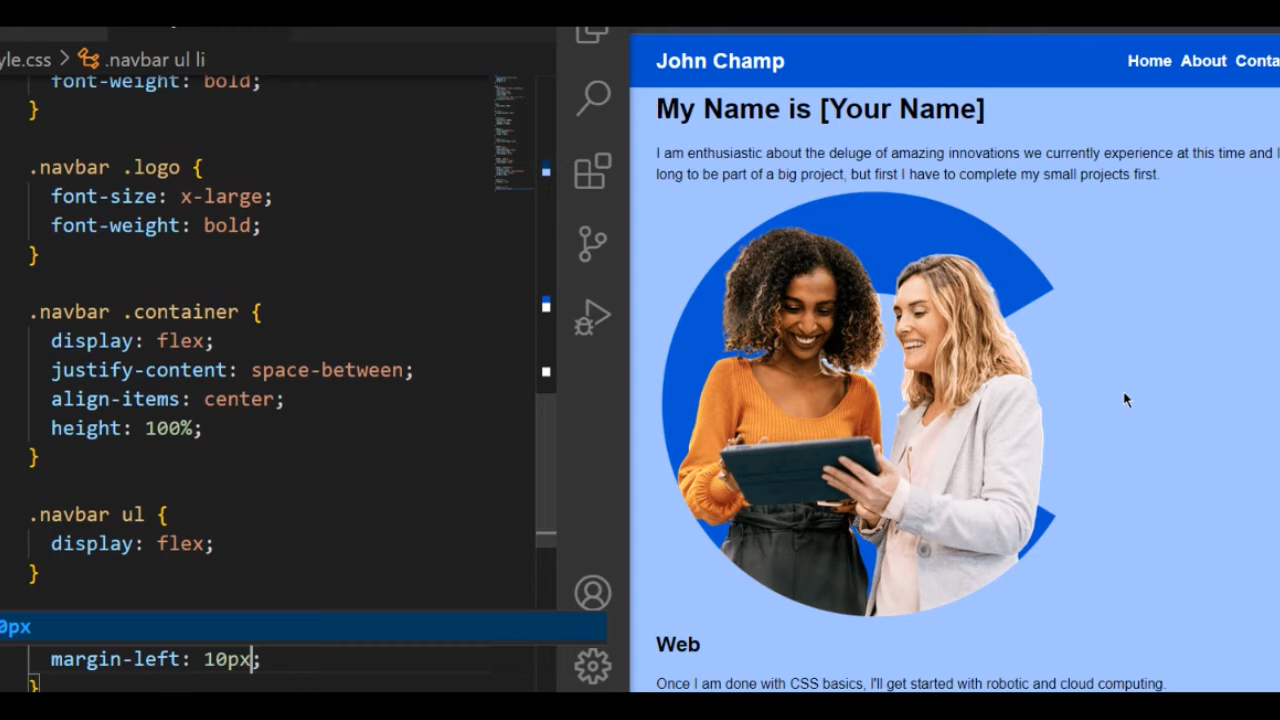 yle.css > .navbar ul li
font-weight: bold;
}
.navbar .logo {
font-size: x-large;
font-weight: bold;
}
.navbar .container {
display: flex;
justify-content: space-between;
align-items: center;
height: 100%;
}
.navbar ul {
display: flex;
}
0px
margin-left: 10px;
}
John Champ
Home About Conta
My Name is [Your Name]
I am enthusiastic about the deluge of amazing innovations we currently experience at this time and I
long to be part of a big project, but first I have to complete my small projects first.
Web
Once I am done with CSS basics, I'll get started with robotic and cloud computing.